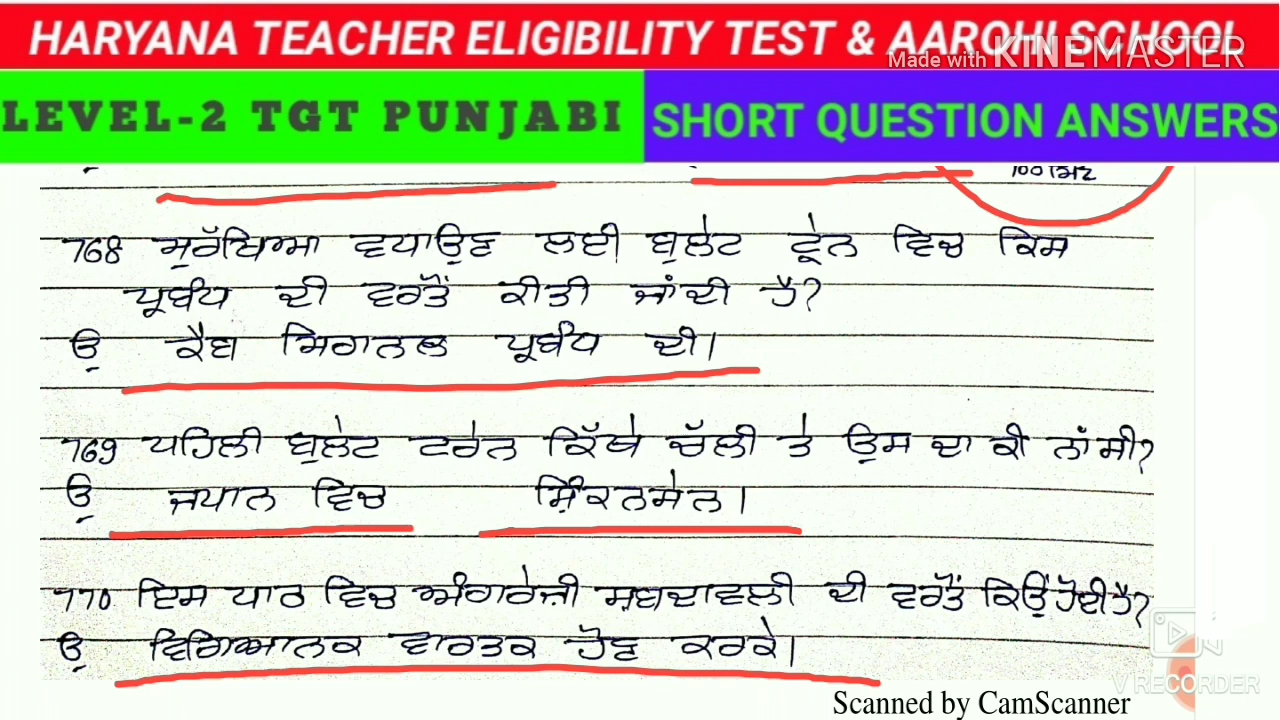 HARYANA TEACHER ELIGIBILITY TEST & AAROHI SCHOOL
Made with KINEMASTER
LEVEL-2 TGT PUNJABI
SHORT QUESTION ANSWERS
100 ਮਿੰਟ
768 ਸੁਰੱਖਿਆ ਵਧਾਉਣ ਲਈ ਬੁਲੇਟ ਟ੍ਰੇਨ ਵਿਚ ਕਿਸ
ਪ੍ਰਬੰਧ ਦੀ ਵਰਤੋਂ ਕੀਤੀ ਜਾਂਦੀ ਹੈ?
ਉ ਕੈਬ ਸਿਗਨਲ ਪ੍ਰਬੰਧ ਦੀ।
769 ਪਹਿਲੀ ਬੁਲੇਟ ਟਰੇਨ ਕਿੱਥੇ ਚੱਲੀ ਤੇ ਉਸ ਦਾ ਕੀ ਨਾਂ ਸੀ?
ਉ ਜਪਾਨ ਵਿਚ ਸ਼ਿੰਕਨਸੇਨ।
770 ਇਸ ਪਾਠ ਵਿਚ ਅੰਗਰੇਜ਼ੀ ਸ਼ਬਦਾਵਲੀ ਦੀ ਵਰਤੋਂ ਕਿਉਂ ਹੋਈ ਹੈ?
ਉ ਵਿਗਿਆਨਕ ਵਾਰਤਕ ਹੋਣ ਕਰਕੇ।
V RECORDER
Scanned by CamScanner